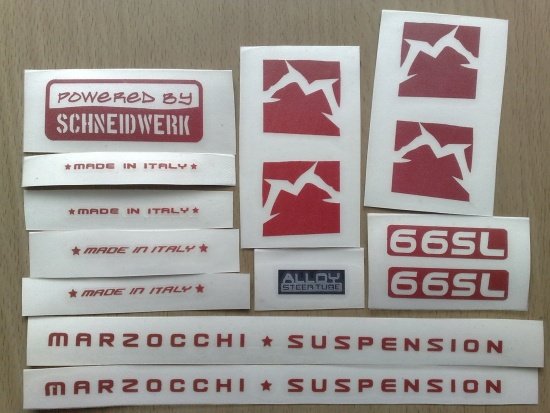 POWERED BY
SCHNEIDWERK
★MADE IN ITALY★
★MADE IN ITALY★
★MADE IN ITALY★
★MADE IN ITALY★
ALLOY
STEER TUBE
66SL
66SL
MARZOCCHI ★ SUSPENSION
MARZOCCHI ★ SUSPENSION